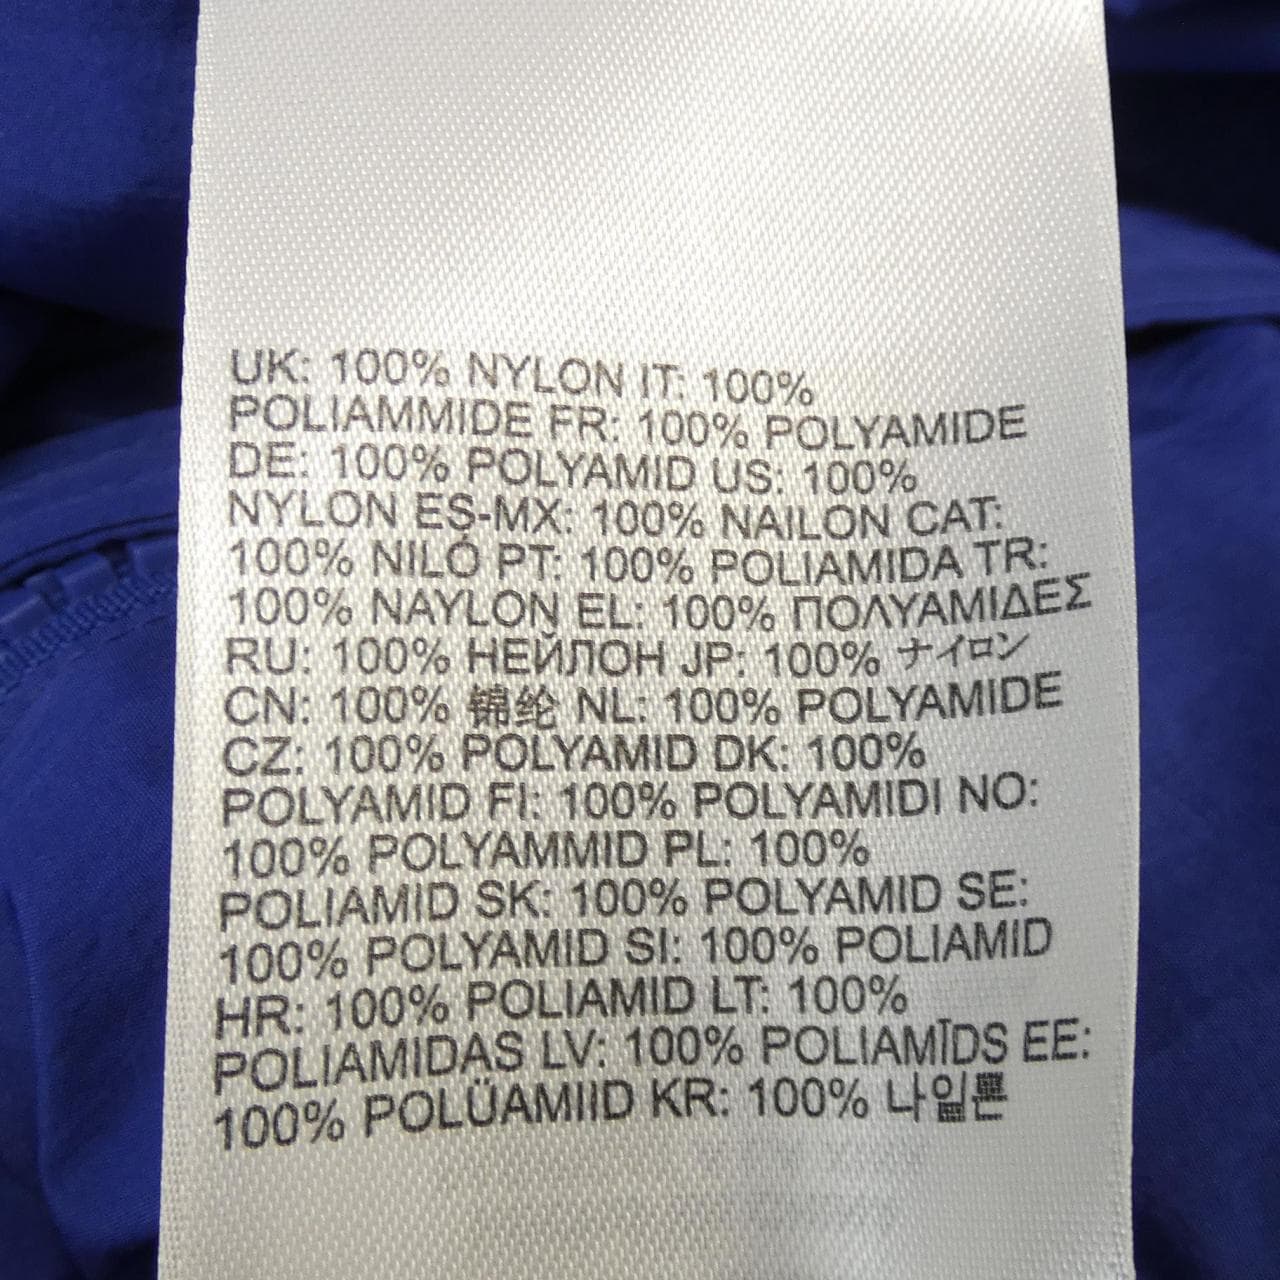 UK: 100% NYLON IT: 100%
POLIAMMIDE FR: 100% POLYAMIDE
DE: 100% POLYAMID US: 100%
NYLON ES-MX: 100% NAILON CAT:
100% NILÓ PT: 100% POLIAMIDA TR:
100% NAYLON EL: 100% ΠΟΛΥΑΜΙΔΕΣ
RU: 100% НЕЙЛОН JP: 100% ナイロン
CN: 100% 锦纶 NL: 100% POLYAMIDE
CZ: 100% POLYAMID DK: 100%
POLYAMID FI: 100% POLYAMIDI NO:
100% POLYAMMID PL: 100%
POLIAMID SK: 100% POLYAMID SE:
100% POLYAMID SI: 100% POLIAMID
HR: 100% POLIAMID LT: 100%
POLIAMIDAS LV: 100% POLIAMĪDS EE:
100% POLÜAMIID KR: 100% 나일론